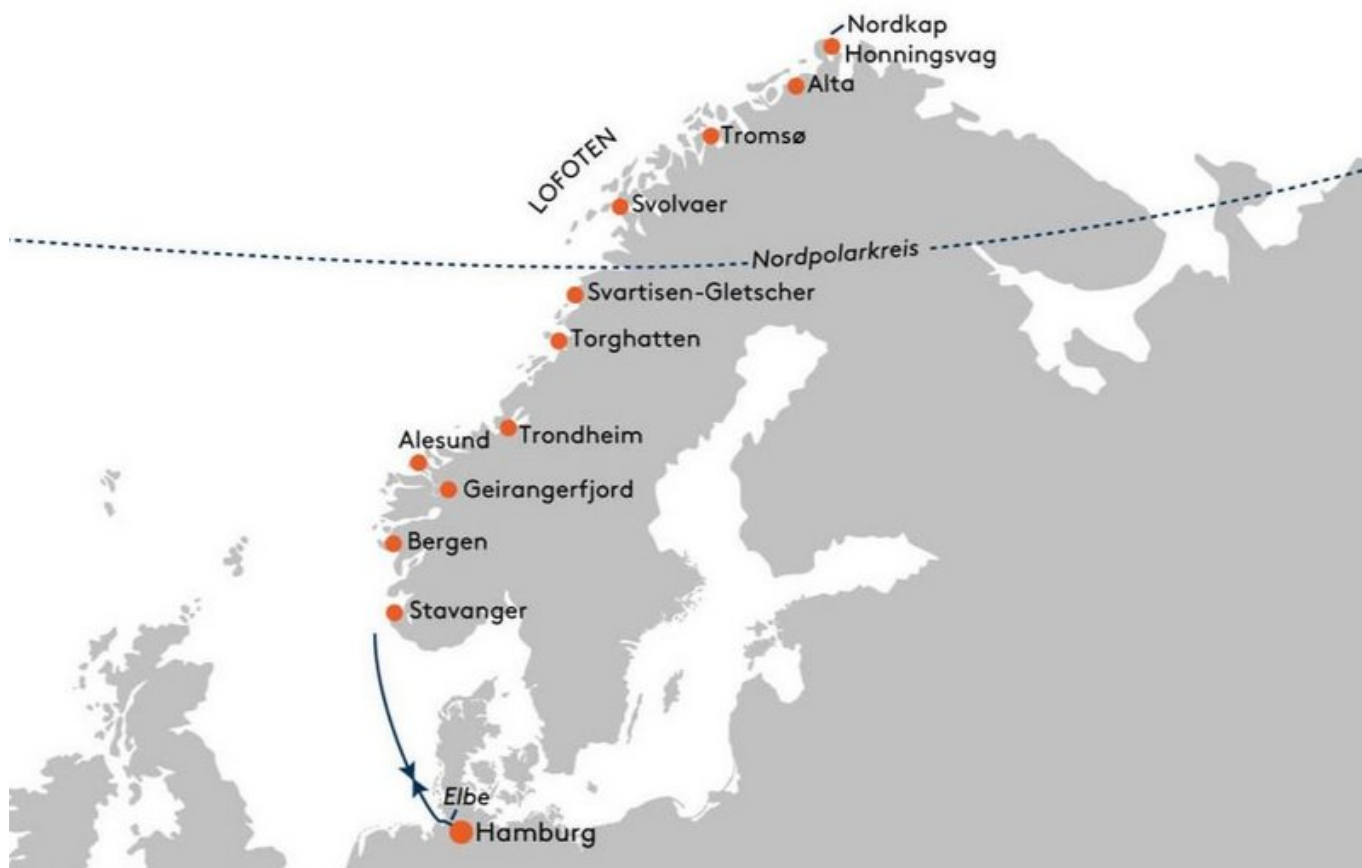 Nordkap
Honningsvag
Alta
Tromsø
LOFOTEN
Svolvaer
Nordpolarkreis
Svartisen-Gletscher
Torghatten
Trondheim
Alesund
Geirangerfjord
Bergen
Stavanger
Elbe
Hamburg